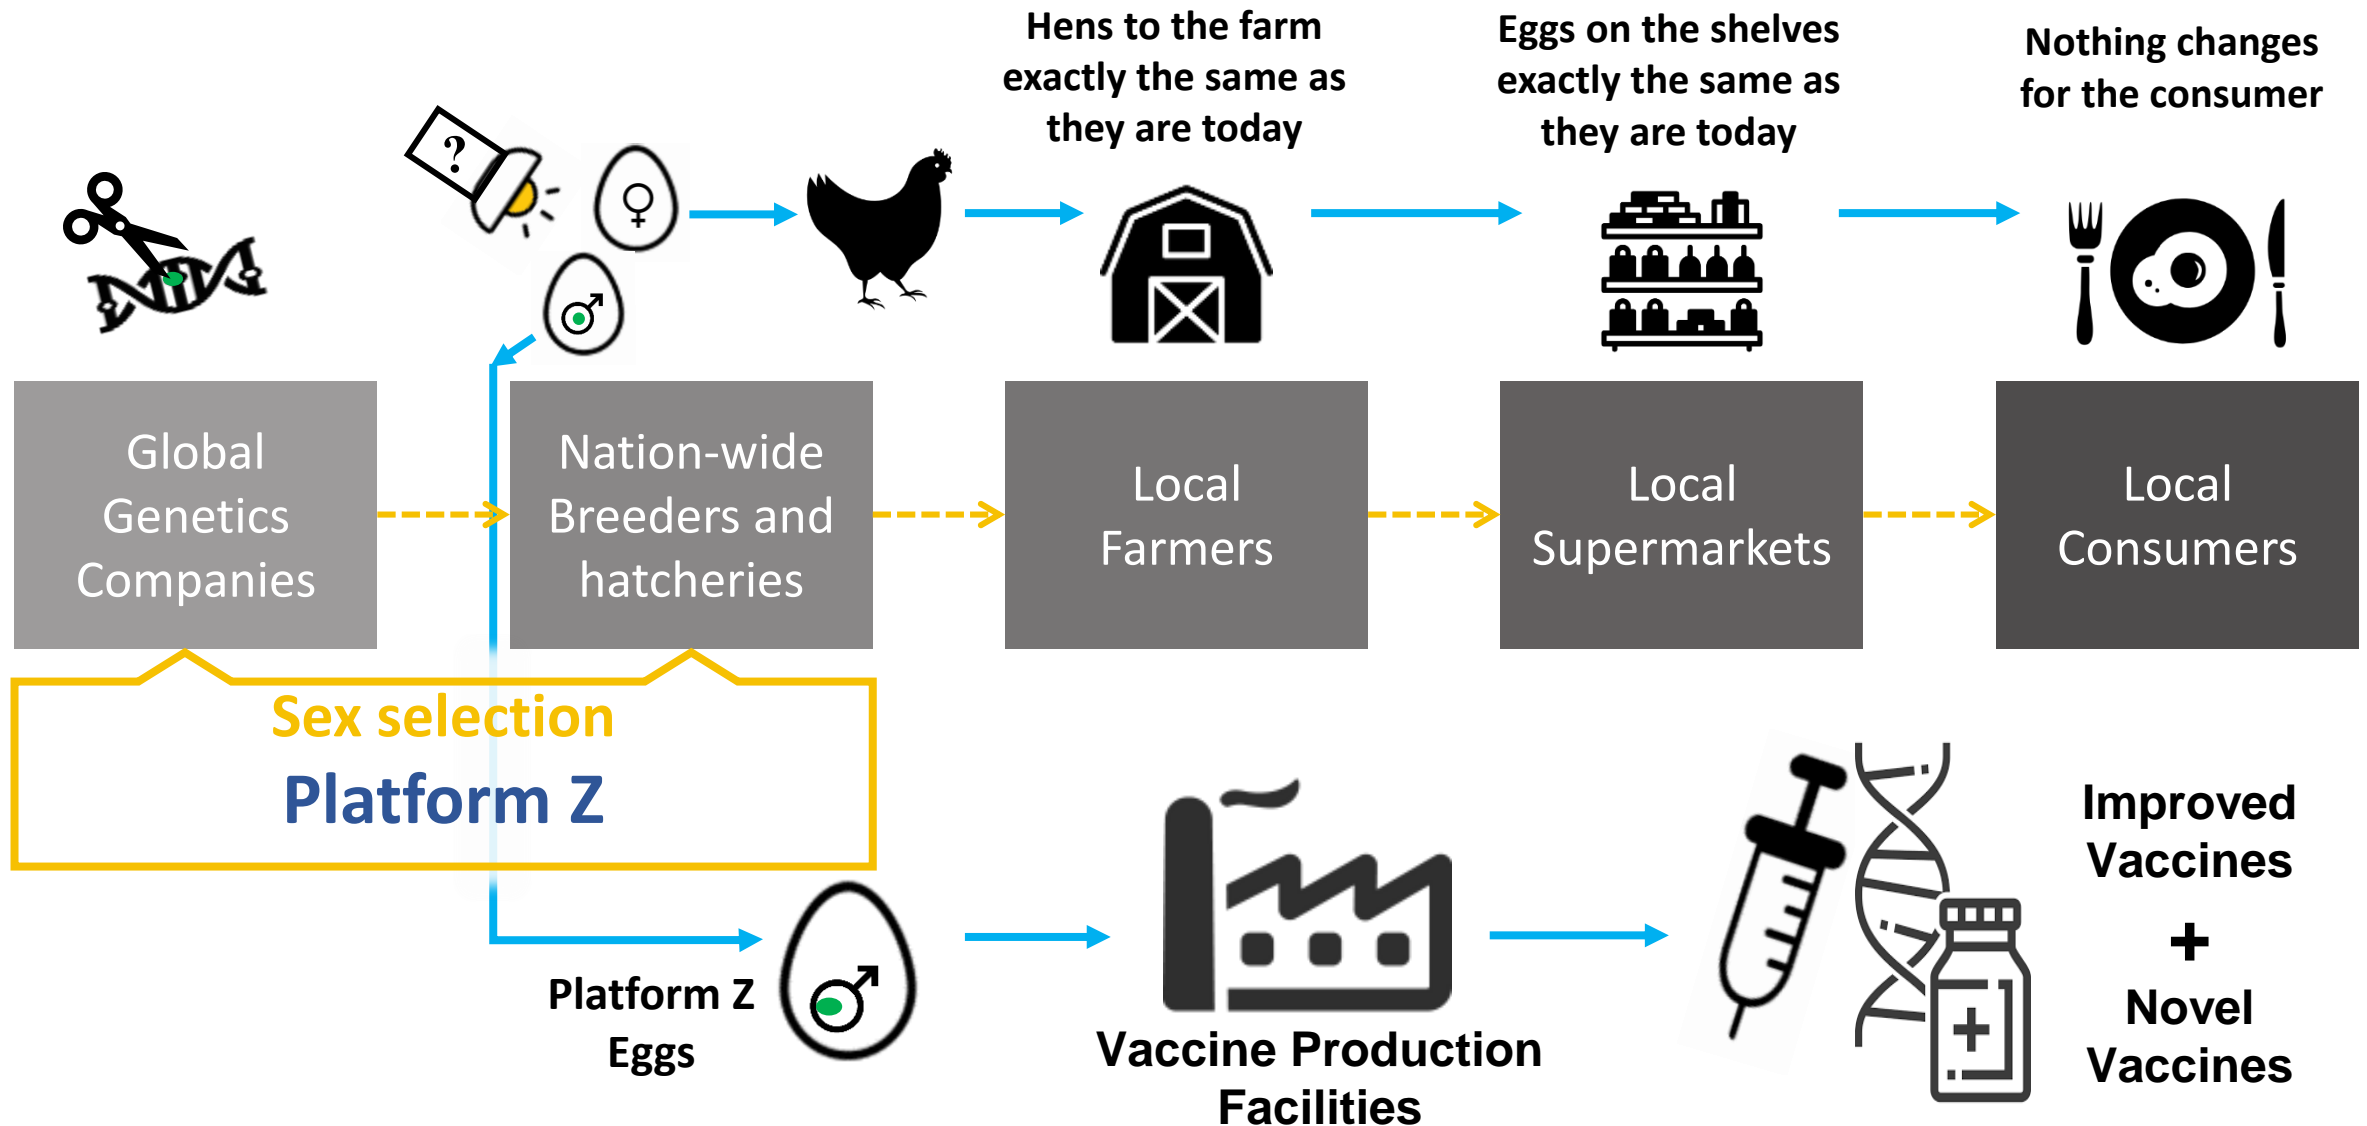 Hens to the farm
exactly the same as
they are today
Eggs on the shelves
exactly the same as
they are today
Nothing changes
for the consumer
?
♀
♂
Global
Genetics
Companies
Nation-wide
Breeders and
hatcheries
Local
Farmers
Local
Supermarkets
Local
Consumers
Sex selection
Platform Z
Platform Z
Eggs
♂
Vaccine Production
Facilities
Improved
Vaccines
+
Novel
Vaccines